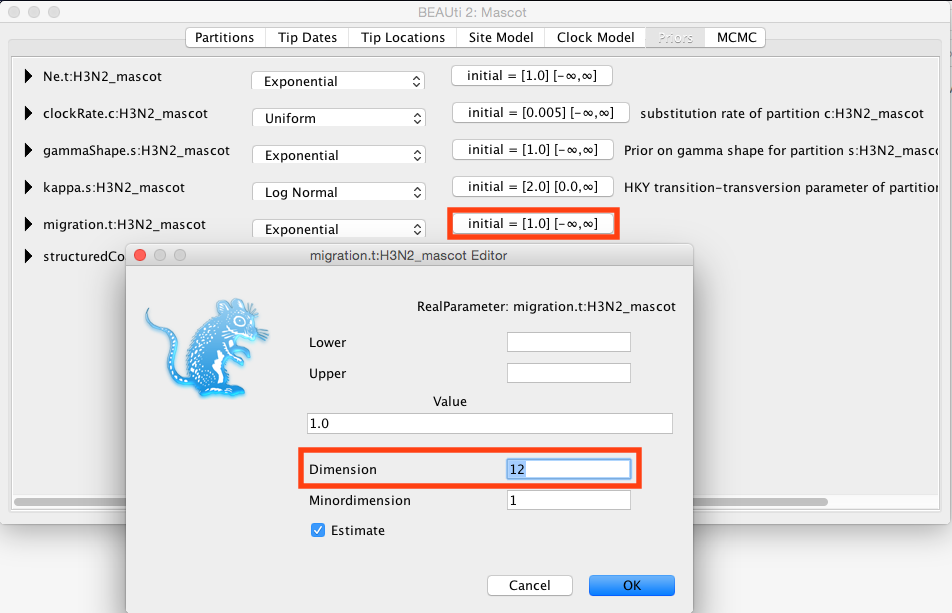 BEAUti 2: Mascot
Partitions Tip Dates Tip Locations Site Model Clock Model Priors MCMC
Ne.t:H3N2_mascot Exponential initial = [1.0] [-∞,∞]
clockRate.c:H3N2_mascot Uniform initial = [0.005] [-∞,∞] substitution rate of partition c:H3N2_mascot
gammaShape.s:H3N2_mascot Exponential initial = [1.0] [-∞,∞] Prior on gamma shape for partition s:H3N2_masc
kappa.s:H3N2_mascot Log Normal initial = [2.0] [0.0,∞] HKY transition-transversion parameter of partition
migration.t:H3N2_mascot Exponential initial = [1.0] [-∞,∞]
structuredCo
migration.t:H3N2_mascot Editor
RealParameter: migration.t:H3N2_mascot
Lower
Upper
Value
1.0
Dimension 12
Minordimension 1
Estimate
Cancel OK